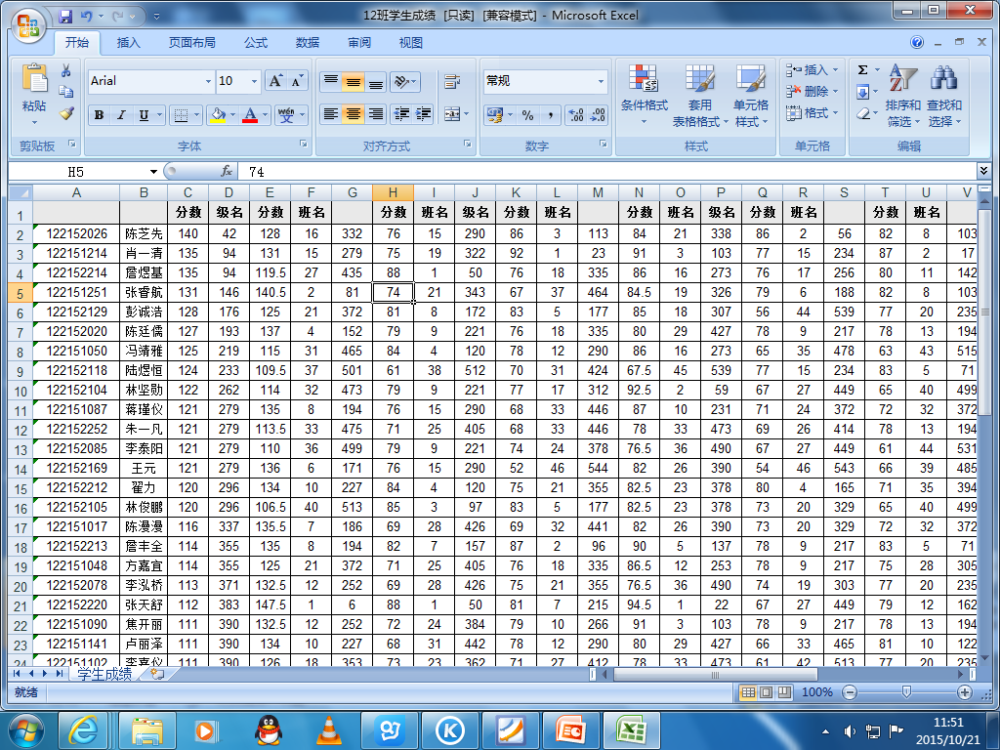 12班学生成绩 [只读] [兼容模式] - Microsoft Excel
开始 插入 页面布局 公式 数据 审阅 视图
粘贴 Arial 10 常规 条件格式 套用表格格式 单元格样式 插入 删除 格式 排序和筛选 查找和选择
剪贴板 字体 对齐方式 数字 样式 单元格 编辑
H5 fx 74
A B C D E F G H I J K L M N O P Q R S T U V
1 分数 级名 分数 班名 分数 班名 级名 分数 班名 分数 班名 级名 分数 班名 分数 班名
2 122152026 陈芝先 140 42 128 16 332 76 15 290 86 3 113 84 21 338 86 2 56 82 8 103
3 122151214 肖一清 135 94 131 15 279 75 19 322 92 1 23 91 3 103 77 15 234 87 2 17
4 122152214 詹煜基 135 94 119.5 27 435 88 1 50 76 18 335 86 16 273 76 17 256 80 11 142
5 122151251 张睿航 131 146 140.5 2 81 74 21 343 67 37 464 84.5 19 326 79 6 188 82 8 103
6 122152129 彭诚浩 128 176 125 21 372 81 8 172 83 5 177 85 18 307 56 44 539 77 20 235
7 122152020 陈廷儒 127 193 137 4 152 79 9 221 76 18 335 80 29 427 78 9 217 78 13 194
8 122151050 冯靖雅 125 219 115 31 465 84 4 120 78 12 290 86 16 273 65 35 478 63 43 515
9 122152118 陆煜恒 124 233 109.5 37 501 61 38 512 70 31 424 67.5 45 539 77 15 234 83 5 71
10 122152104 林坚勋 122 262 114 32 473 79 9 221 77 17 312 92.5 2 59 67 27 449 65 40 499
11 122151087 蒋瑾仪 121 279 135 8 194 76 15 290 68 33 446 87 10 231 71 24 372 72 32 372
12 122152252 朱一凡 121 279 113.5 33 475 71 25 405 68 33 446 78 33 473 69 26 414 78 13 194
13 122152085 李泰阳 121 279 110 36 499 79 9 221 74 24 378 76.5 36 490 67 27 449 61 44 531
14 122152169 王元 121 279 136 6 171 76 15 290 52 46 544 82 26 390 54 46 543 66 39 485
15 122152212 翟力 120 296 134 10 227 84 4 120 75 21 355 82.5 23 378 80 4 165 71 35 394
16 122152105 林俊鹏 120 296 106.5 40 513 85 3 97 83 5 177 82.5 23 378 73 20 329 65 40 499
17 122151017 陈漫漫 116 337 135.5 7 186 69 28 426 69 32 441 82 26 390 73 20 329 72 32 372
18 122152213 詹丰全 114 355 135 8 194 82 7 157 87 2 96 90 5 137 78 9 217 83 5 71
19 122151048 方嘉宜 114 355 125 21 372 71 25 405 76 18 335 86.5 12 253 78 9 217 75 28 305
20 122152078 李泓桥 113 371 132.5 12 252 69 28 426 75 21 355 76.5 36 490 74 19 303 77 20 235
21 122152220 张天舒 112 383 147.5 1 6 88 1 50 81 7 215 94.5 1 22 67 27 449 79 12 162
22 122151090 焦开丽 111 390 132.5 12 252 72 24 384 79 10 266 91 3 103 78 9 217 78 13 194
23 122151141 卢丽泽 111 390 134 10 227 68 31 442 78 12 290 80 29 427 66 33 465 81 10 122
24 122151102 李嘉仪 111 390 126 18 353 73 23 362 71 27 412 78 33 473 61 42 513 77 20 235
学生成绩
就绪 100%
11:51
2015/10/21